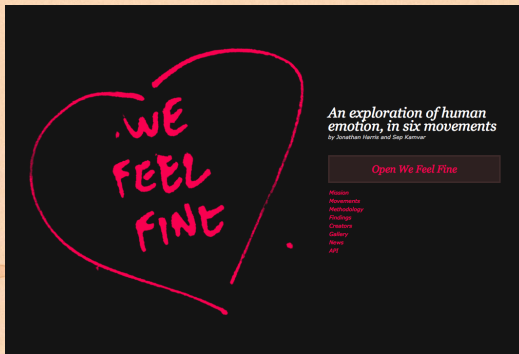 WE
FEEL
FINE
An exploration of human
emotion, in six movements
by Jonathan Harris and Sep Kamvar
Open We Feel Fine
Mission
Movements
Methodology
Findings
Creators
Gallery
News
API